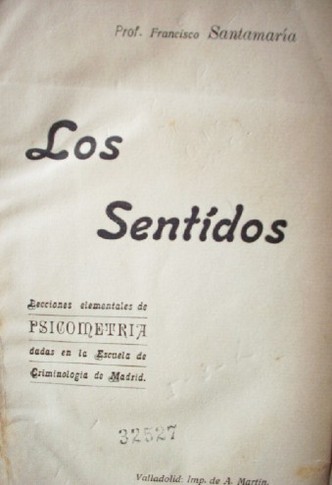 Prof. Francisco Santamaría
Los
Sentídos
Lecciones elementales de
PSICOMETRIA
dadas en la Escuela de
Criminología de Madrid.
32527
Valladolid: Imp. de A. Martín.